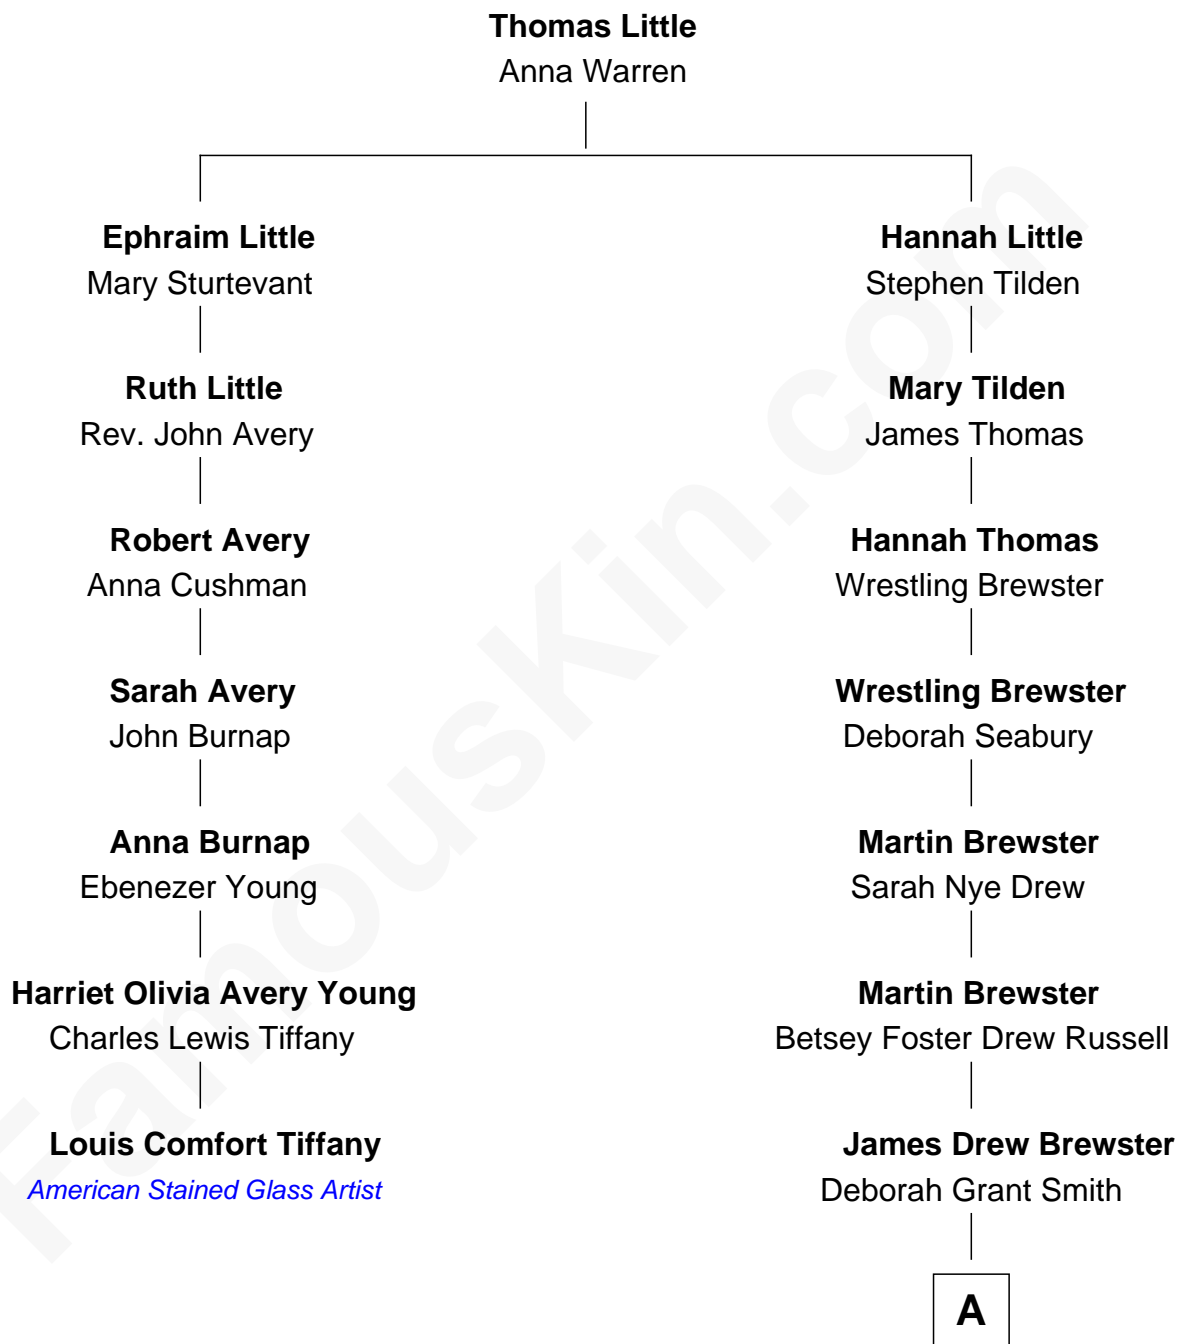 Thomas Little
Anna Warren
Ephraim Little
Mary Sturtevant
Ruth Little
Rev. John Avery
Robert Avery
Anna Cushman
Sarah Avery
John Burnap
Anna Burnap
Ebenezer Young
Harriet Olivia Avery Young
Charles Lewis Tiffany
Louis Comfort Tiffany
American Stained Glass Artist
Hannah Little
Stephen Tilden
Mary Tilden
James Thomas
Hannah Thomas
Wrestling Brewster
Wrestling Brewster
Deborah Seabury
Martin Brewster
Sarah Nye Drew
Martin Brewster
Betsey Foster Drew Russell
James Drew Brewster
Deborah Grant Smith
A
FamousKin.com